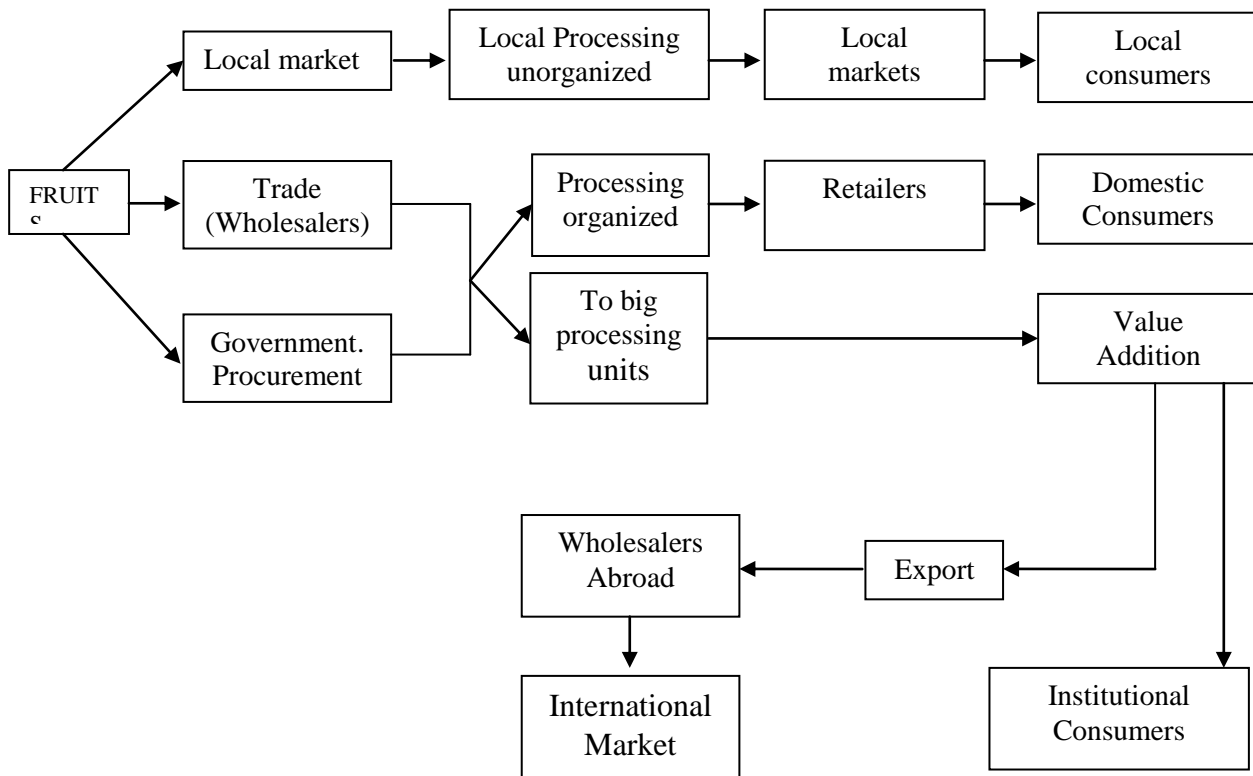 Local market
Local Processing
unorganized
Local
markets
Local
consumers
FRUIT
S
Trade
(Wholesalers)
Processing
organized
Retailers
Domestic
Consumers
Government.
Procurement
To big
processing
units
Value
Addition
Wholesalers
Abroad
Export
International
Market
Institutional
Consumers